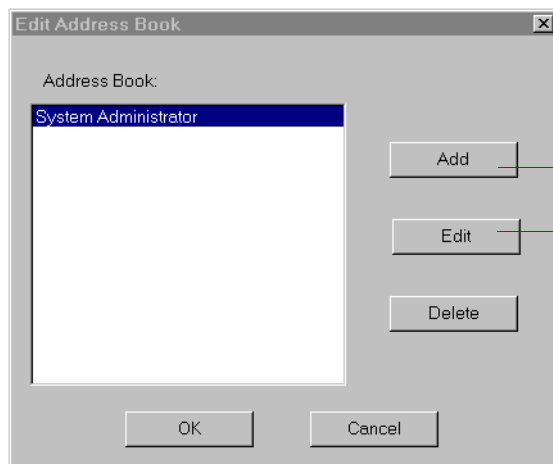 Edit Address Book
Address Book:
System Administrator
Add
Edit
Delete
OK
Cancel